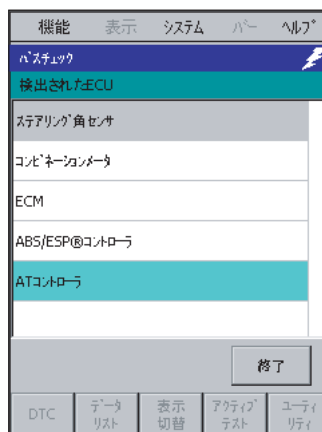 機能 表示 システム バー ヘルプ
バスチェック
検出されたECU
ステアリング角センサ
コンビネーションメータ
ECM
ABS/ESP®コントローラ
ATコントローラ
終了
DTC データ 表示 アクティブ ユーティ
リスト 切替 テスト リティ